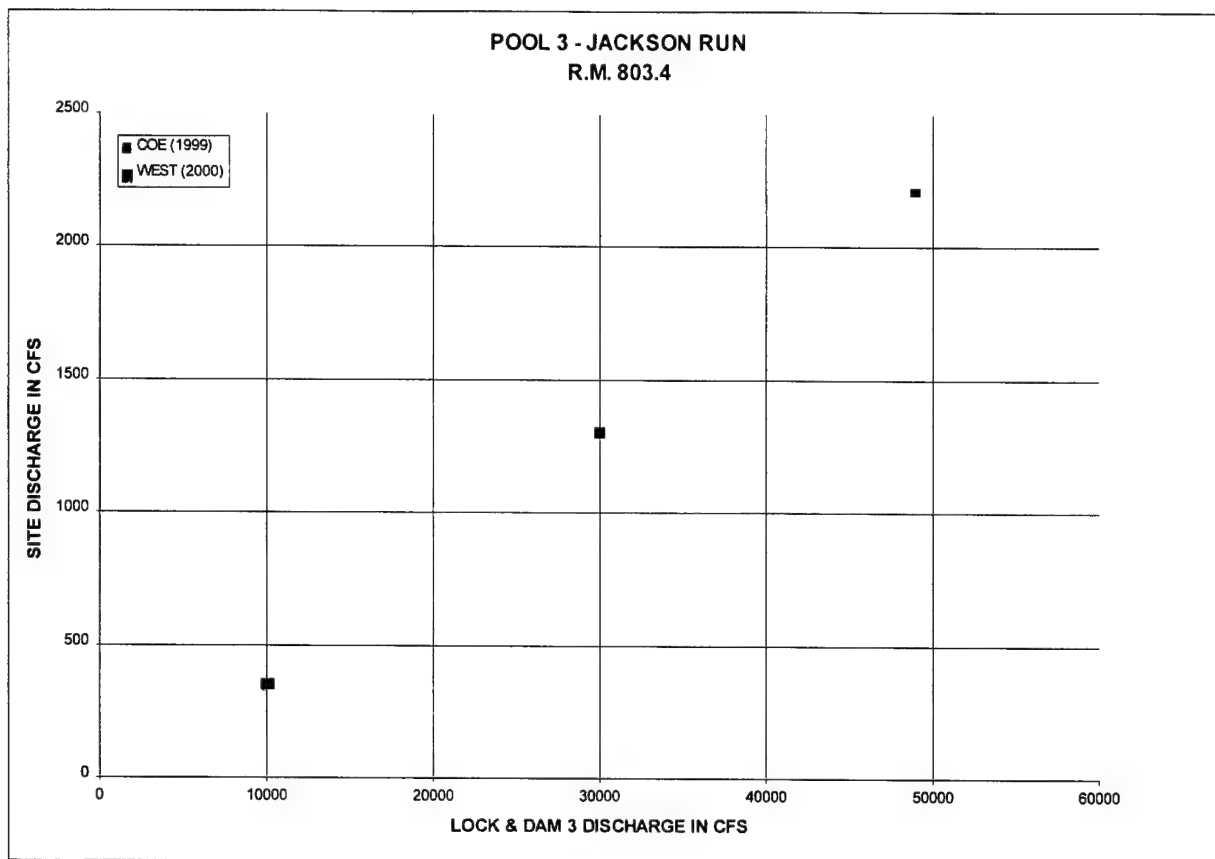 POOL 3 - JACKSON RUN
R.M. 803.4
2500
COE (1999)
WEST (2000)
2000
1500
1000
500
0
SITE DISCHARGE IN CFS
0 10000 20000 30000 40000 50000 60000
LOCK & DAM 3 DISCHARGE IN CFS